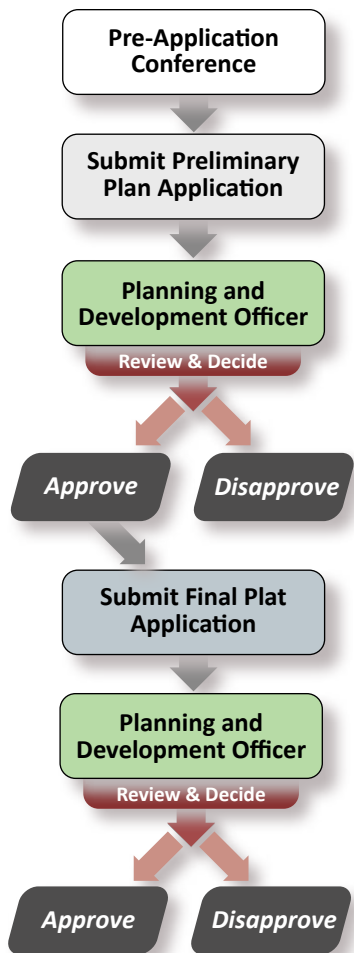 Pre-Application
Conference
Submit Preliminary
Plan Application
Planning and
Development Officer
Review & Decide
Approve
Disapprove
Submit Final Plat
Application
Planning and
Development Officer
Review & Decide
Approve
Disapprove